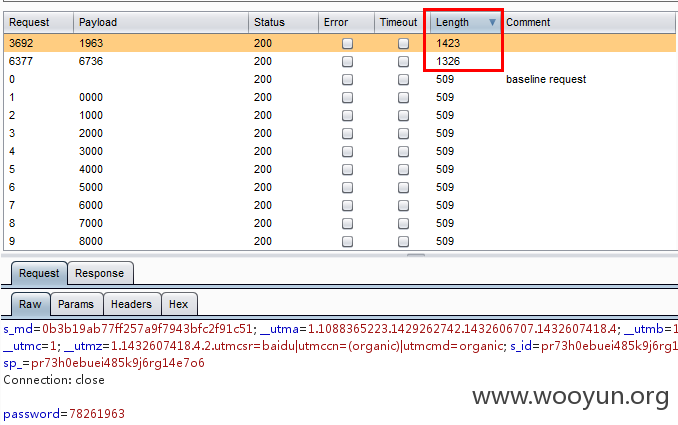 Request Payload Status Error Timeout Length Comment
3692 1963 200 1423
6377 6736 200 1326
0 200 509 baseline request
1 0000 200 509
2 1000 200 509
3 2000 200 509
4 3000 200 509
5 4000 200 509
6 5000 200 509
7 6000 200 509
8 7000 200 509
9 8000 200 509
Request Response
Raw Params Headers Hex
s_md=0b3b19ab77ff257a9f7943bfc2f91c51; __utma=1.1088365223.1429262742.1432606707.1432607418.4; __utmb=1
__utmc=1; __utmz=1.1432607418.4.2.utmcsr=baidu|utmccn=(organic)|utmcmd=organic; s_id=pr73h0ebuei485k9j6rg1
sp_=pr73h0ebuei485k9j6rg14e7o6
Connection: close
password=78261963
www.wooyun.org